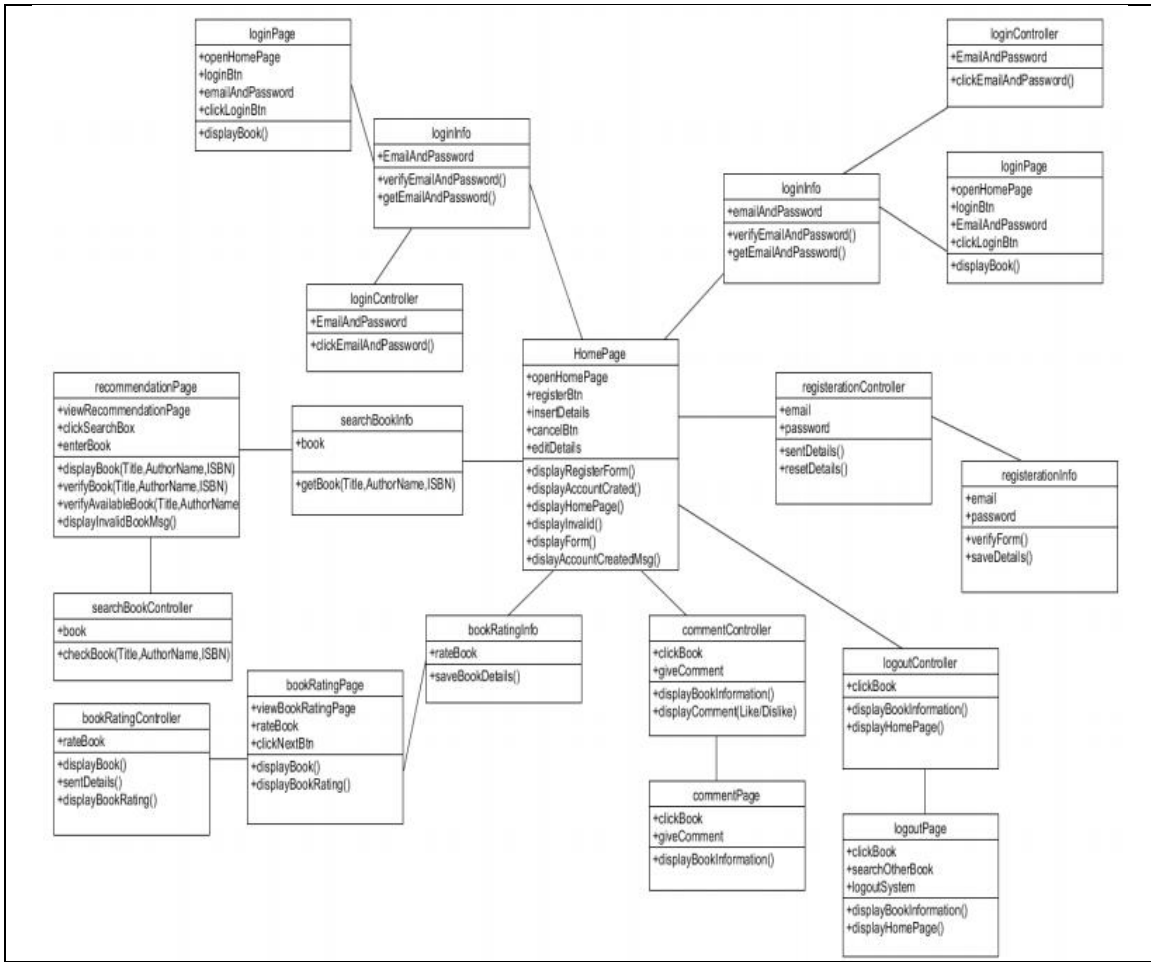 loginPage
+openHomePage
+loginBtn
+emailAndPassword
+clickLoginBtn
+displayBook()
loginInfo
+EmailAndPassword
+verifyEmailAndPassword()
+getEmailAndPassword()
loginController
+EmailAndPassword
+clickEmailAndPassword()
loginController
+EmailAndPassword
+clickEmailAndPassword()
loginInfo
+emailAndPassword
+verifyEmailAndPassword()
+getEmailAndPassword()
loginPage
+openHomePage
+loginBtn
+EmailAndPassword
+clickLoginBtn
+displayBook()
HomePage
+openHomePage
+registerBtn
+insertDetails
+cancelBtn
+editDetails
+displayRegisterForm()
+displayAccountCrated()
+displayHomePage()
+displayInvalid()
+displayForm()
+dislayAccountCreatedMsg()
recommendationPage
+viewRecommendationPage
+clickSearchBox
+enterBook
+displayBook(Title,AuthorName,ISBN)
+verifyBook(Title,AuthorName,ISBN)
+verifyAvailableBook(Title,AuthorName
+displayInvalidBookMsg()
searchBookInfo
+book
+getBook(Title,AuthorName,ISBN)
registerationController
+email
+password
+sentDetails()
+resetDetails()
registerationInfo
+email
+password
+verifyForm()
+saveDetails()
searchBookController
+book
+checkBook(Title,AuthorName,ISBN)
bookRatingInfo
+rateBook
+saveBookDetails()
bookRatingPage
+viewBookRatingPage
+rateBook
+clickNextBtn
+displayBook()
+displayBookRating()
bookRatingController
+rateBook
+displayBook()
+sentDetails()
+displayBookRating()
commentController
+clickBook
+giveComment
+displayBookInformation()
+displayComment(Like/Dislike)
commentPage
+clickBook
+giveComment
+displayBookInformation()
logoutController
+clickBook
+displayBookInformation()
+displayHomePage()
logoutPage
+clickBook
+searchOtherBook
+logoutSystem
+displayBookInformation()
+displayHomePage()